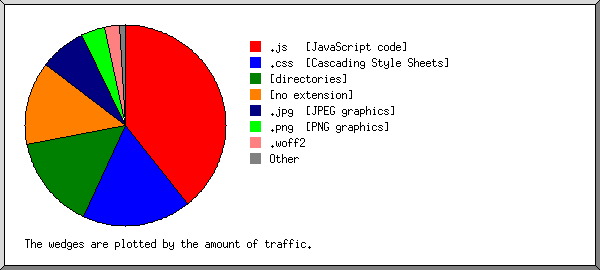 .js   [JavaScript code]
.css  [Cascading Style Sheets]
[directories]
[no extension]
.jpg  [JPEG graphics]
.png  [PNG graphics]
.woff2
Other
The wedges are plotted by the amount of traffic.